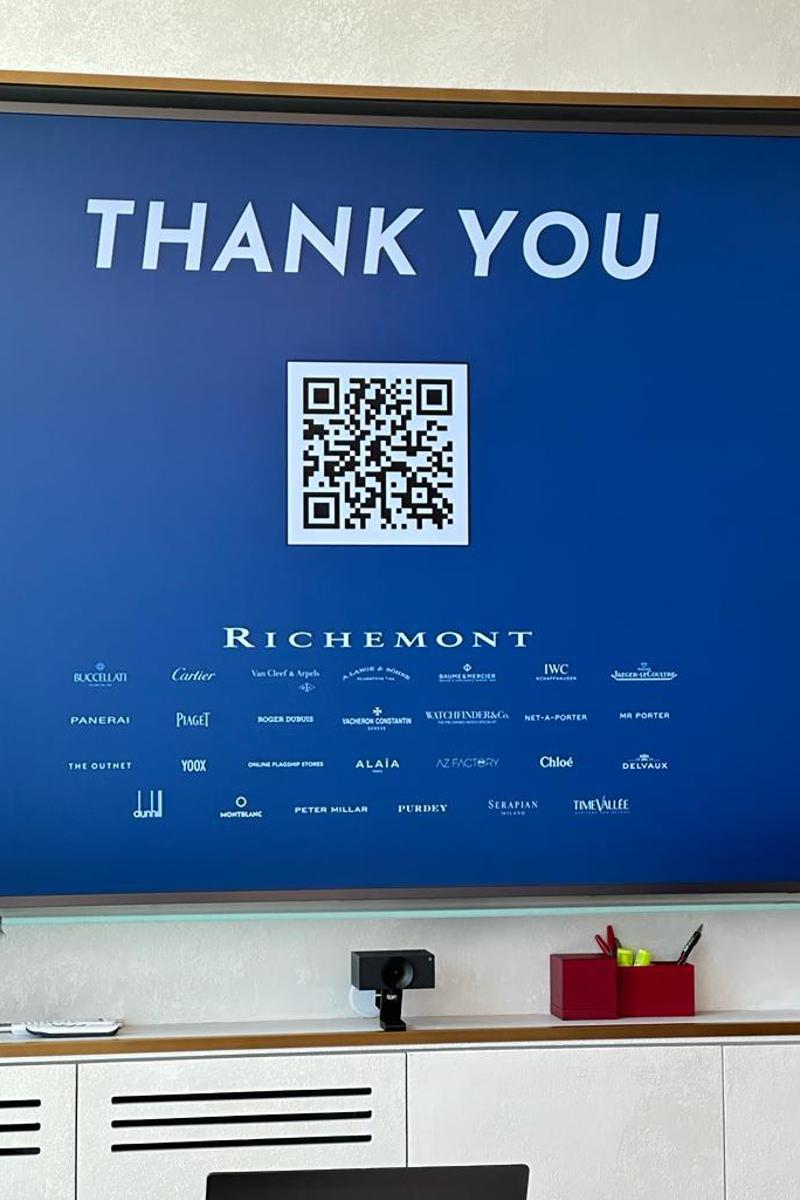 THANK YOU
RICHEMONT
BUCCELLATI Cartier Van Cleef & Arpels A. LANGE & SÖHNE BAUME & MERCIER IWC SCHAFFHAUSEN JAEGER-LECOULTRE
PANERAI PIAGET ROGER DUBUIS VACHERON CONSTANTIN GENÈVE WATCHFINDER & Co. NET-A-PORTER MR PORTER
THE OUTNET YOOX ONLINE FLAGSHIP STORES ALAÏA PARIS AZ FACTORY Chloé DELVAUX
dunhill MONTBLANC PETER MILLAR PURDEY SERAPIAN MILANO TIMEVALLÉE